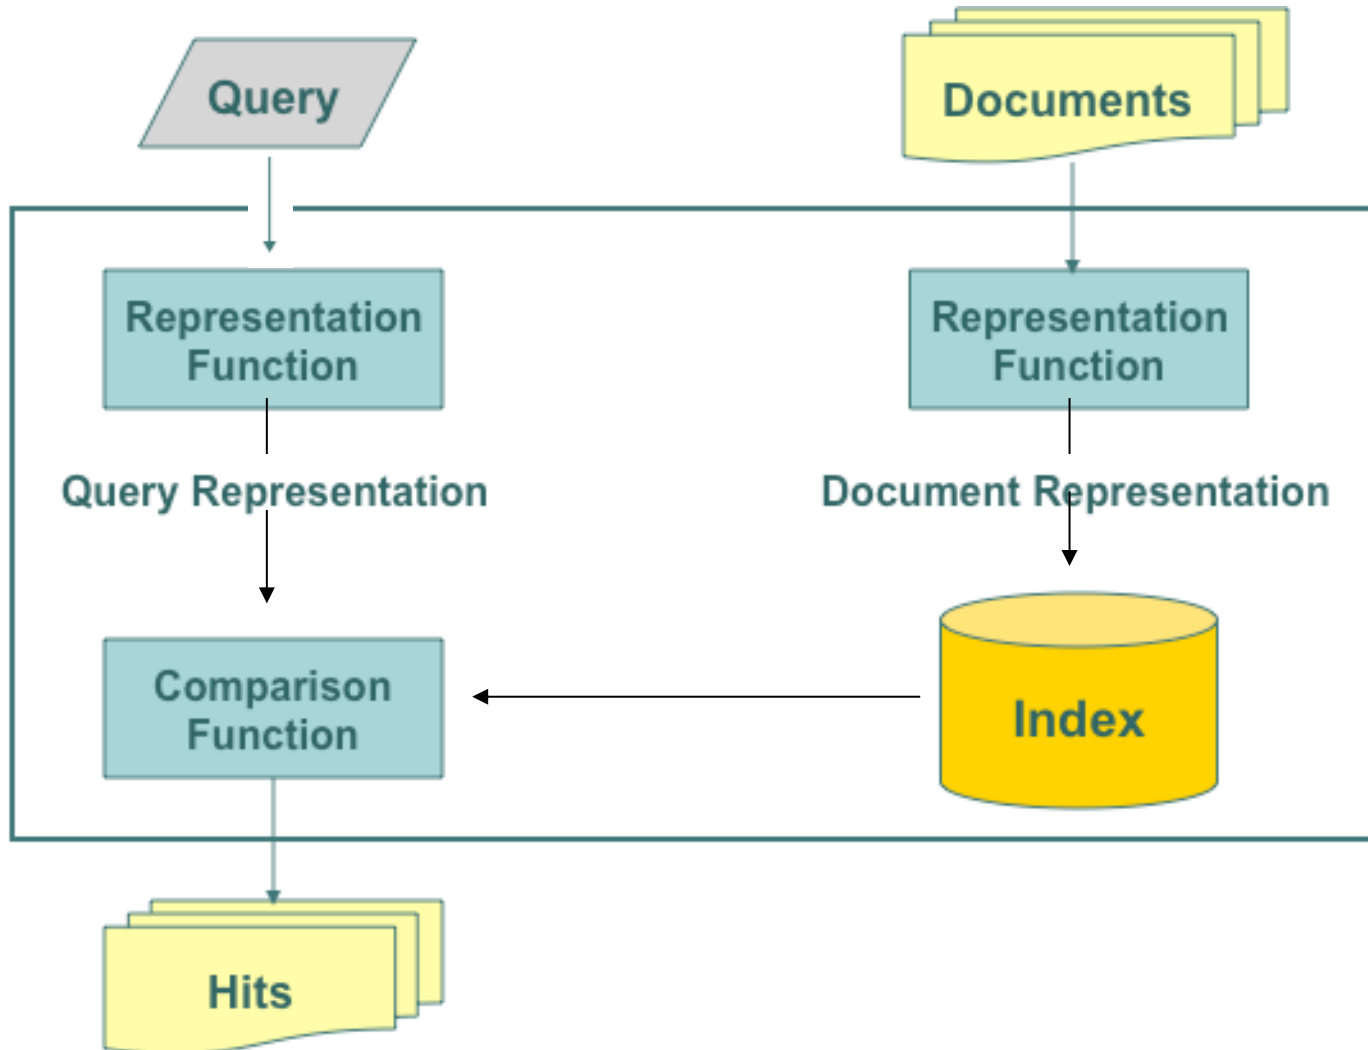 Query
Documents
Representation
Function
Representation
Function
Query Representation
Document Representation
Comparison
Function
Index
Hits